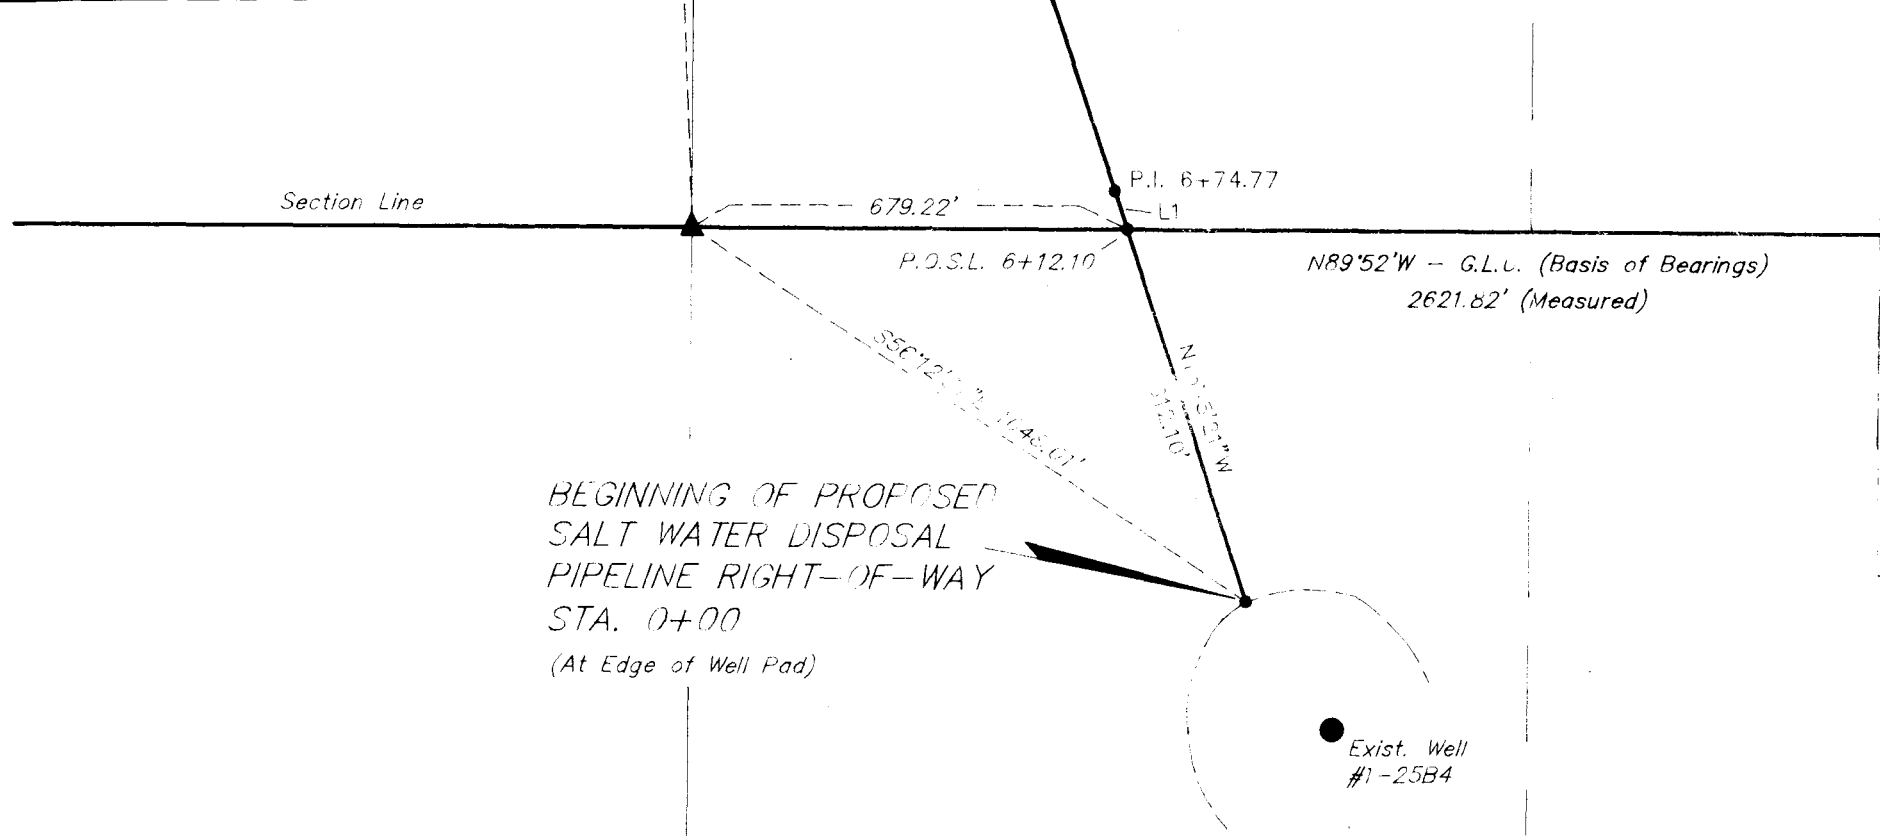 Section Line
679.22'
P.I. 6+74.77
L1
P.O.S.L. 6+12.10
N89°52'W - G.L.O. (Basis of Bearings)
2621.82' (Measured)
612.10'
BEGINNING OF PROPOSED
SALT WATER DISPOSAL
PIPELINE RIGHT-OF-WAY
STA. 0+00
(At Edge of Well Pad)
Exist. Well
#1-25B4